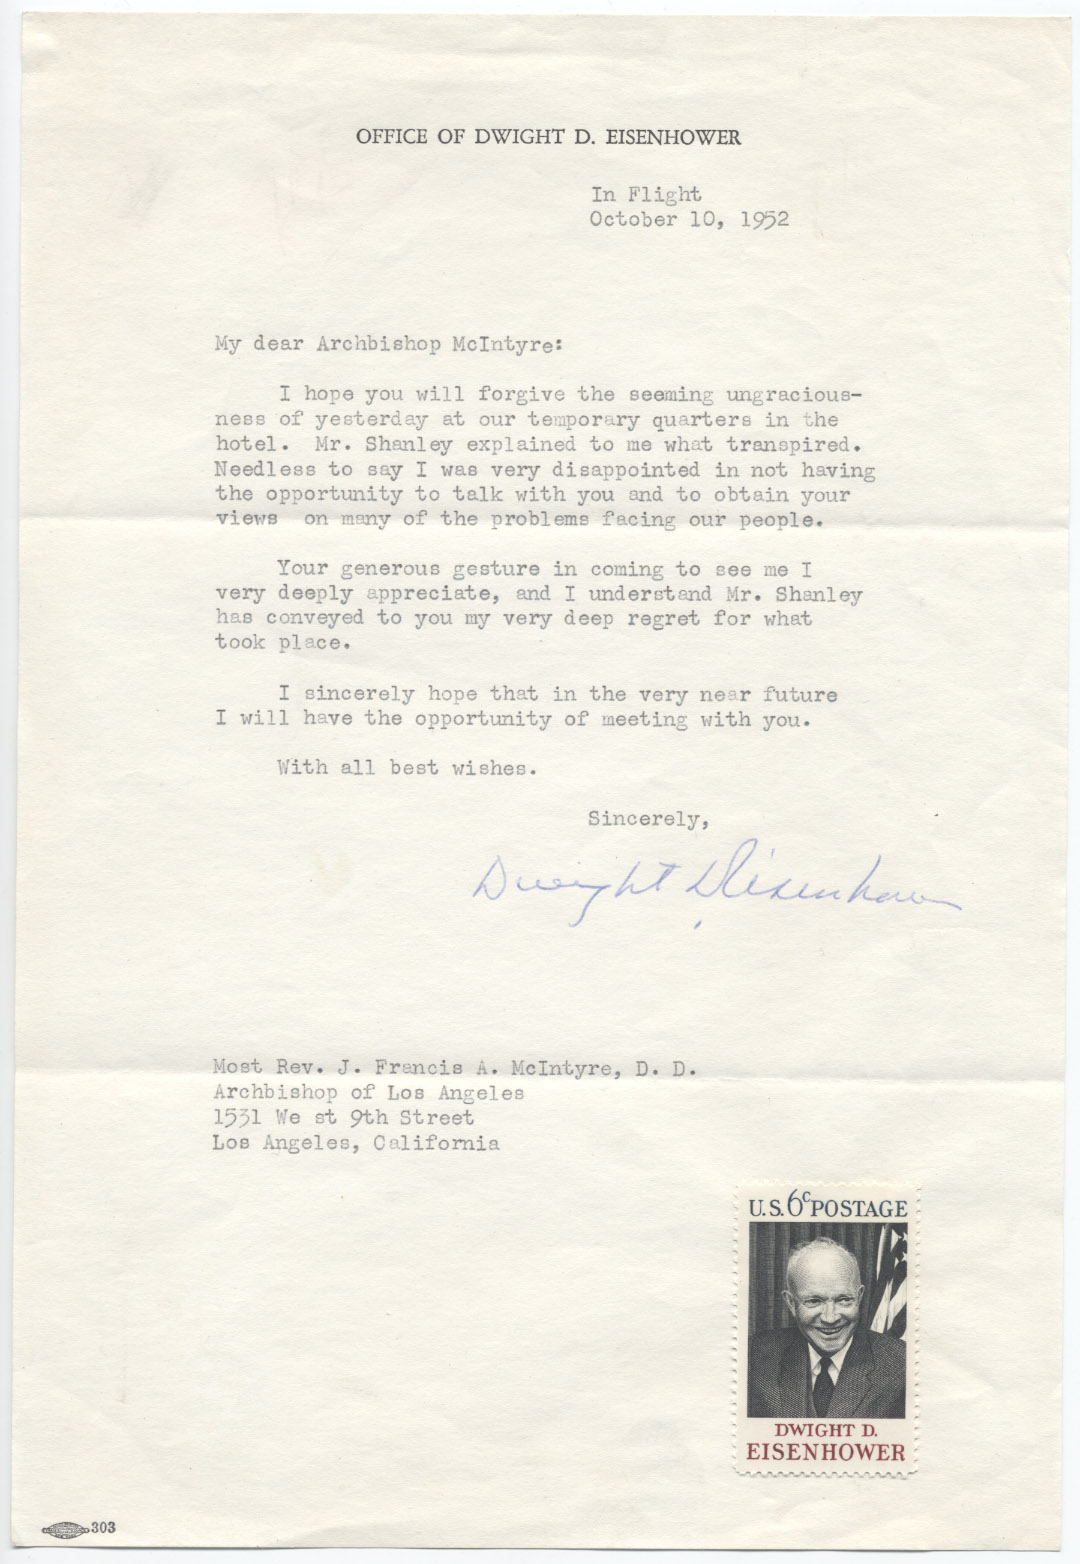 OFFICE OF DWIGHT D. EISENHOWER
In Flight
October 10, 1952
My dear Archbishop McIntyre:
I hope you will forgive the seeming ungracious-
ness of yesterday at our temporary quarters in the
hotel. Mr. Shanley explained to me what transpired.
Needless to say I was very disappointed in not having
the opportunity to talk with you and to obtain your
views on many of the problems facing our people.
Your generous gesture in coming to see me I
very deeply appreciate, and I understand Mr. Shanley
has conveyed to you my very deep regret for what
took place.
I sincerely hope that in the very near future
I will have the opportunity of meeting with you.
With all best wishes.
Sincerely,
Dwight D Eisenhower
Most Rev. J. Francis A. McIntyre, D. D.
Archbishop of Los Angeles
1531 We st 9th Street
Los Angeles, California
U.S. 6c POSTAGE
DWIGHT D.
EISENHOWER
303